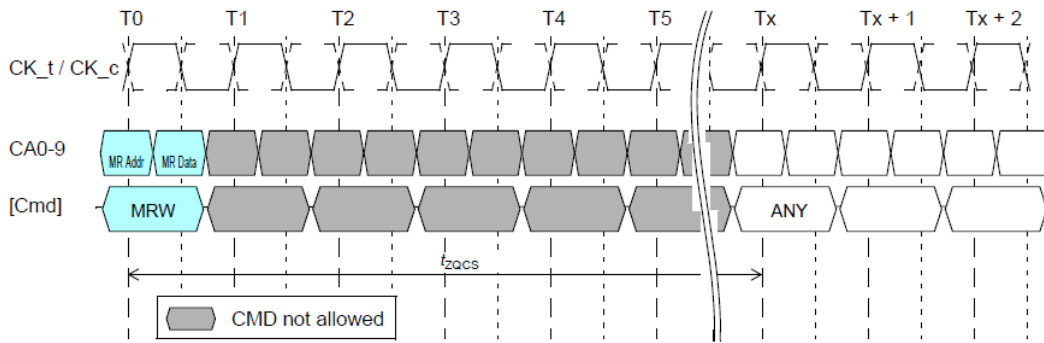 T0 T1 T2 T3 T4 T5 Tx Tx + 1 Tx + 2
CK_t / CK_c
CA0-9 MR Addr MR Data
[Cmd] MRW ANY
tZQCS
CMD not allowed